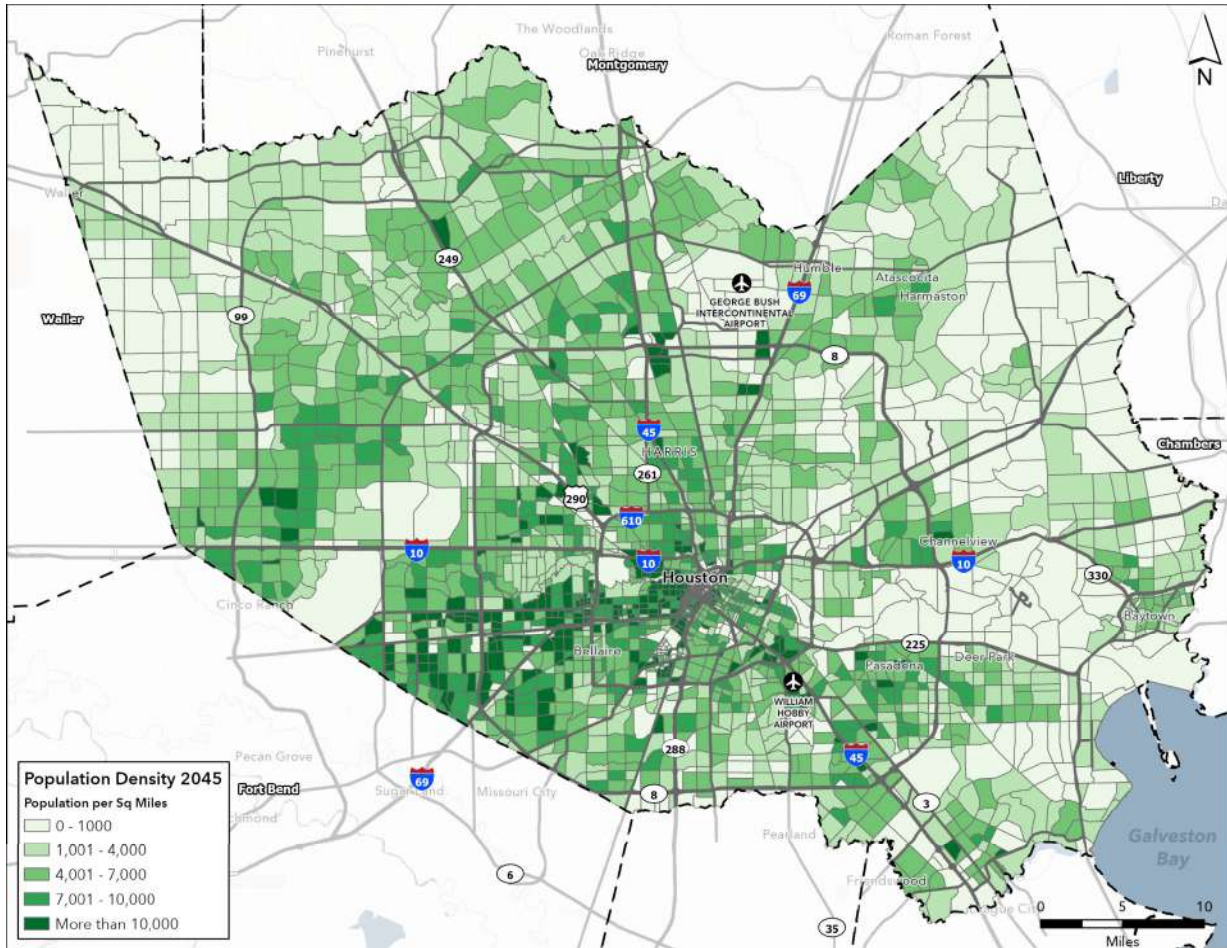 The Woodlands
Pinehurst
Oak Ridge
Roman Forest
Montgomery
N
Liberty
Waller
249
Humble
Atascocita
Harmaston
69
GEORGE BUSH
INTERCONTINENTAL
AIRPORT
99
Waller
8
45
HARRIS
261
Chambers
290
610
10
10
Channelview
10
330
Houston
Cinco Ranch
Baytown
Bellaire
225
Pasadena
Deer Park
WILLIAM
HOBBY
AIRPORT
288
45
Pecan Grove
69
Fort Bend
Sugar Land
Missouri City
8
3
Pearland
Galveston
Bay
6
Friendswood
League City
35
Population Density 2045
Population per Sq Miles
0 - 1000
1,001 - 4,000
4,001 - 7,000
7,001 - 10,000
More than 10,000
0 5 10
Miles